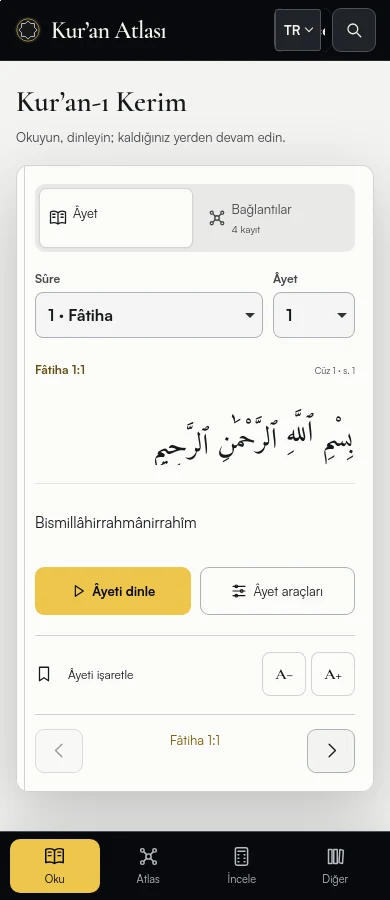 Kur’an Atlası
TR
Kur’an-ı Kerim
Okuyun, dinleyin; kaldığınız yerden devam edin.
Âyet
Bağlantılar
4 kayıt
Sûre
Âyet
1 • Fâtiha
1
Fâtiha 1:1
Cüz 1 · s. 1
بِسْمِ ٱللَّهِ ٱلرَّحْمَٰنِ ٱلرَّحِيمِ
Bismillâhirrahmânirrahîm
Âyeti dinle
Âyet araçları
Âyeti işaretle
A−
A+
Fâtiha 1:1
Oku
Atlas
İncele
Diğer